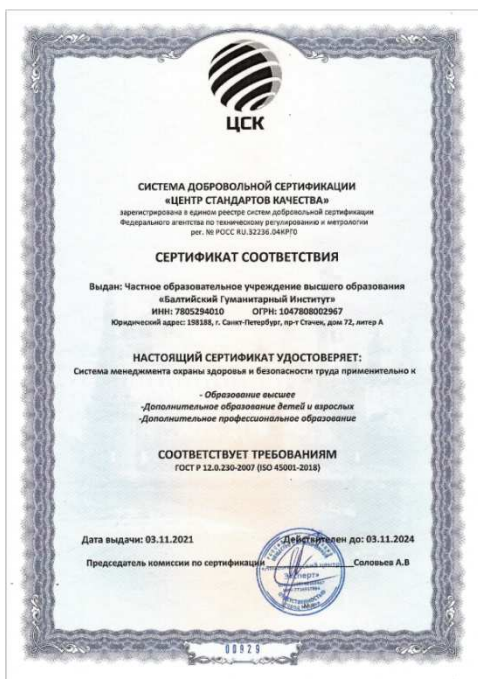 ЦСК
СИСТЕМА ДОБРОВОЛЬНОЙ СЕРТИФИКАЦИИ
«ЦЕНТР СТАНДАРТОВ КАЧЕСТВА»
зарегистрирована в едином реестре систем добровольной сертификации
Федерального агентства по техническому регулированию и метрологии
рег. № РОСС RU.32236.04КРГ0
СЕРТИФИКАТ СООТВЕТСТВИЯ
Выдан: Частное образовательное учреждение высшего образования
«Балтийский Гуманитарный Институт»
ИНН: 7805294010 ОГРН: 1047808002967
Юридический адрес: 198188, г. Санкт-Петербург, пр-т Стачек, дом 72, литер А
НАСТОЯЩИЙ СЕРТИФИКАТ УДОСТОВЕРЯЕТ:
Система менеджмента охраны здоровья и безопасности труда применительно к
- Образование высшее
-Дополнительное образование детей и взрослых
-Дополнительное профессиональное образование
СООТВЕТСТВУЕТ ТРЕБОВАНИЯМ
ГОСТ Р 12.0.230-2007 (ISO 45001-2018)
Дата выдачи: 03.11.2021 Действителен до: 03.11.2024
Председатель комиссии по сертификации Соловьев А.В
Эксперт»
00929